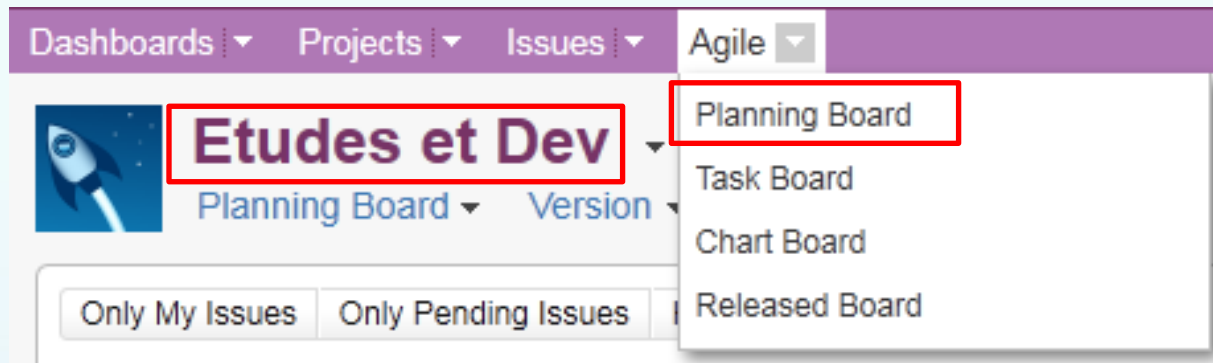 Dashboards Projects Issues Agile
Etudes et Dev
Planning Board Version
Planning Board
Task Board
Chart Board
Released Board
Only My Issues Only Pending Issues